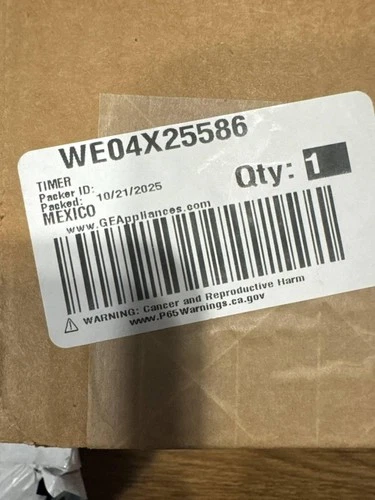 WE04X25586
TIMER
Packer ID:
Packed: 10/21/2025
Qty: 1
MEXICO
www.GEAppliances.com
WARNING: Cancer and Reproductive Harm
www.P65Warnings.ca.gov